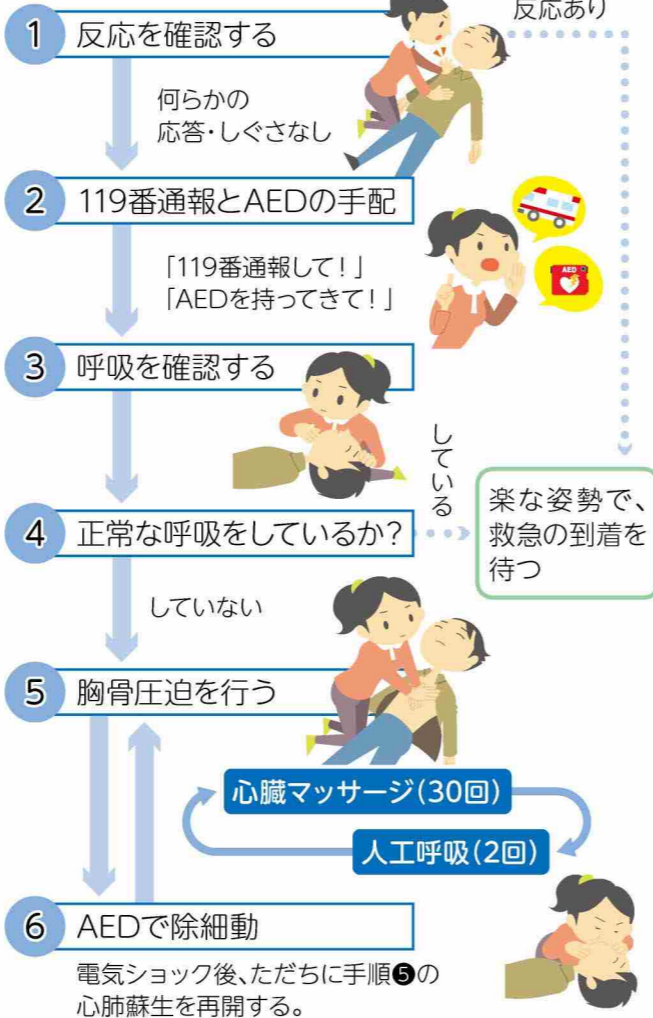 反応あり
1 反応を確認する
何らかの
応答・しぐさなし
2 119番通報とAEDの手配
「119番通報して!」
「AEDを持ってきて!」
AED
3 呼吸を確認する
している
4 正常な呼吸をしているか?
楽な姿勢で、
救急の到着を
待つ
していない
5 胸骨圧迫を行う
心臓マッサージ(30回)
人工呼吸(2回)
6 AEDで除細動
電気ショック後、ただちに手順❺の
心肺蘇生を再開する。